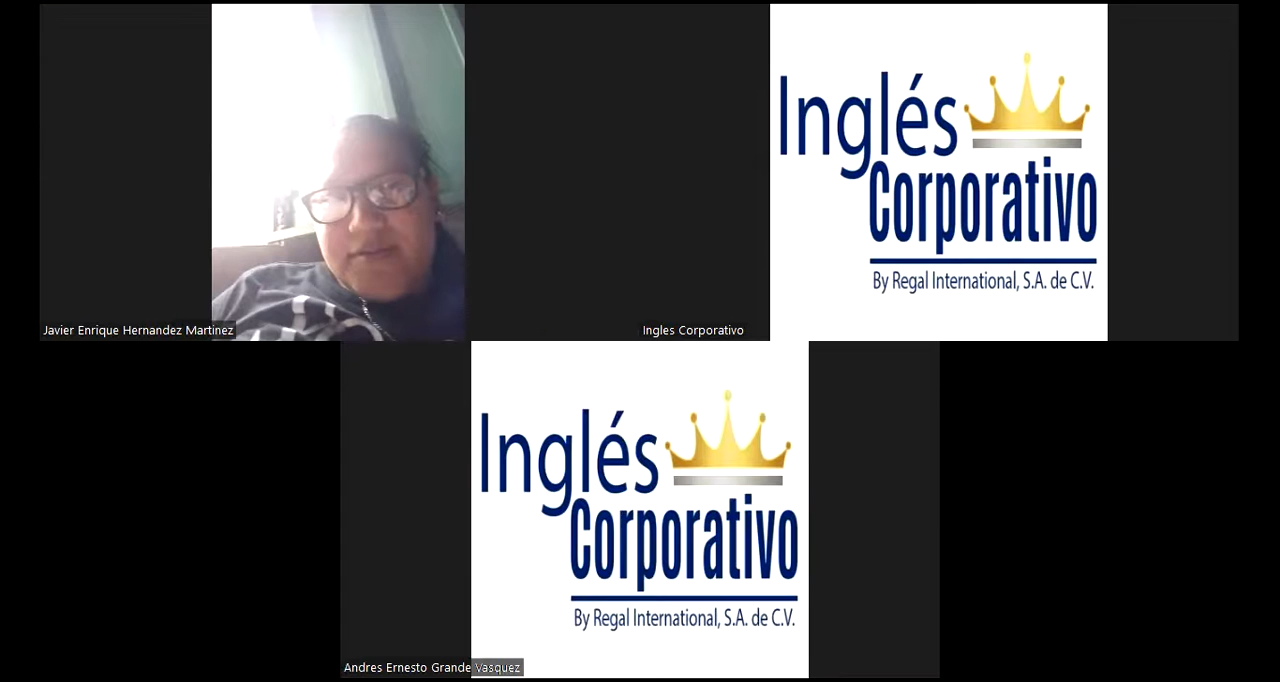 Inglés
Corporativo
By Regal International, S.A. de C.V.
Javier Enrique Hernandez Martinez
Ingles Corporativo
Inglés
Corporativo
By Regal International, S.A. de C.V.
Andres Ernesto Grande Vasquez